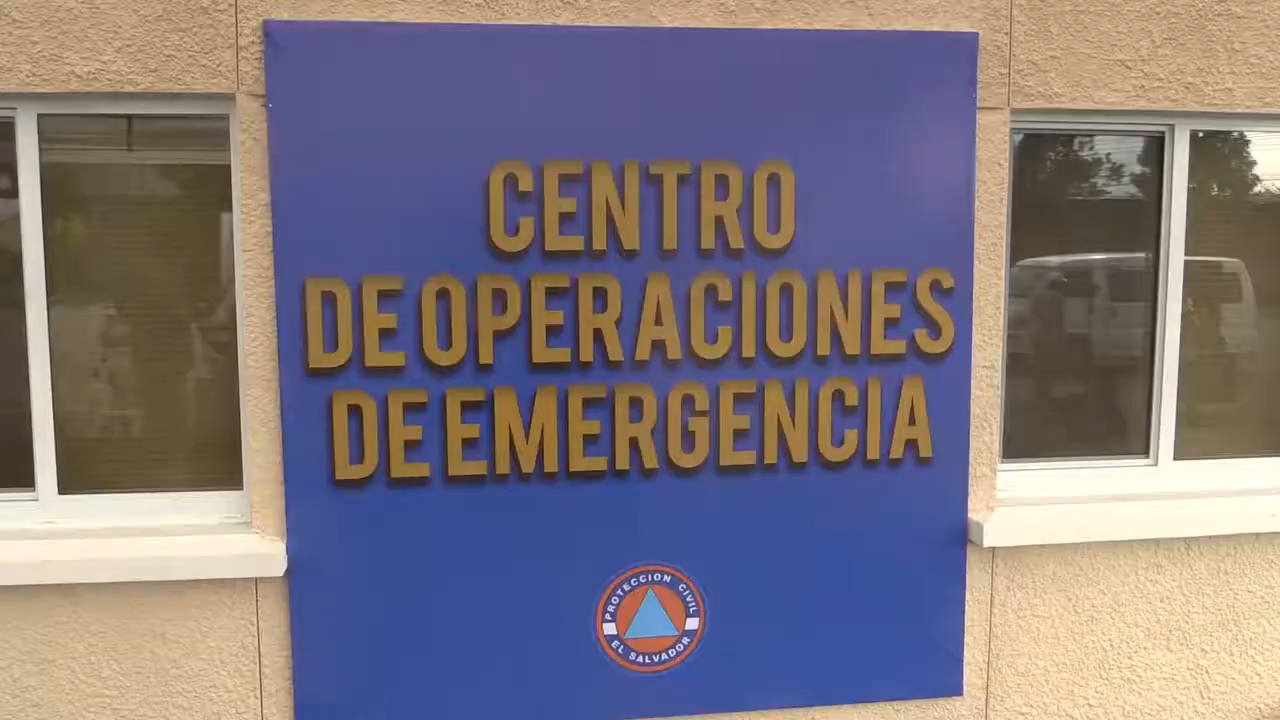 CENTRO
DE OPERACIONES
DE EMERGENCIA
PROTECCION CIVIL
EL SALVADOR